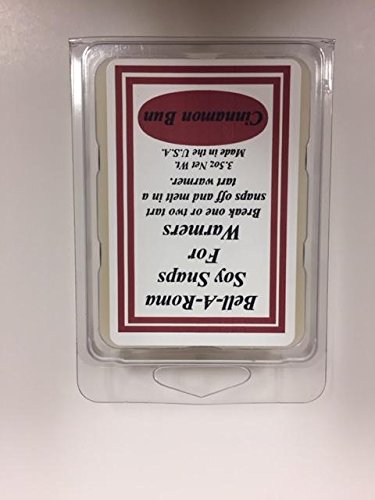 Bell-A-Roma
Soy Snaps
For
Warmers
Break one or two tart
snaps off and melt in a
tart warmer.
3.5oz Net Wt.
Made in the U.S.A.
Cinnamon Bun